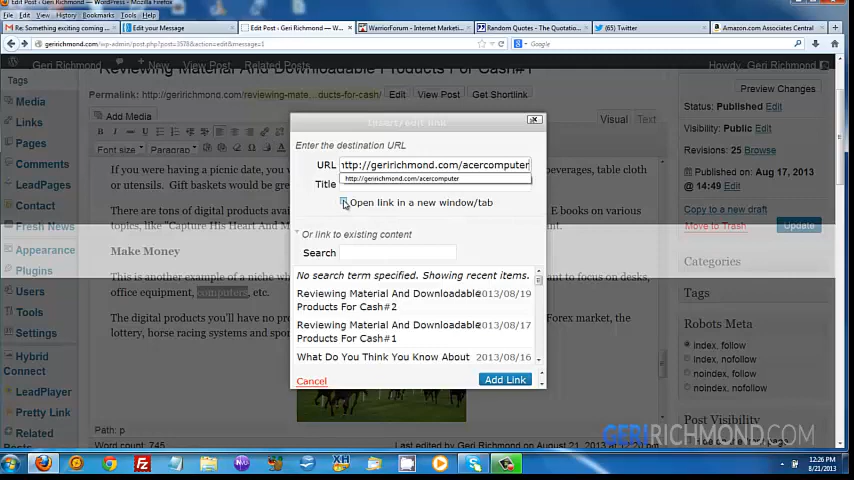 Edit Post ‹ Geri Richmond — WordPress - Mozilla Firefox
Edit View History Bookmarks Tools Help
Re: Something exciting coming ...
Edit your Message
Edit Post ‹ Geri Richmond — W...
WarriorForum - Internet Marketin...
Random Quotes - The Quotatio...
(65) Twitter
Amazon.com Associates Central ...
geririchmond.com/wp-admin/post.php?post=3578&action=edit&message=1
Google
Geri Richmond + New View Post Reports
Howdy, Geri Richmond
Reviewing Material And Downloadable Products For Cash#1
Permalink: http://geririchmond.com/reviewing-mate...ducts-for-cash/ Edit View Post Get Shortlink
Add Media
Visual Text
Font size Paragraph
If you were having a picnic, you may
beverages, table cloth
or utensils. Gift baskets would be gre
There are tons of digital products avai
E books on various
topics, like "Capture His Heart And M
Make Money
This is another example of a niche wh
nt to focus on desks,
office equipment, computers, etc.
The digital products you'll have no pro
Forex market, the
lottery, horse racing systems and spor
Path: p
Word count: 745
Last edited by Geri Richmond on August 21, 2013 at 12:20
Tags
Media
Links
Pages
Comments
LeadPages
Contact
Fresh News
Appearance
Plugins
Users
Tools
Settings
Hybrid
Connect
LeadPlayer
Pretty Link
Related
Posts
Insert/edit link
Enter the destination URL
URL http://geririchmond.com/acercomputer
http://geririchmond.com/acercomputer
Title
Open link in a new window/tab
Or link to existing content
Search
No search term specified. Showing recent items.
Reviewing Material And Downloadable 2013/08/19
Products For Cash#2
Reviewing Material And Downloadable 2013/08/17
Products For Cash#1
What Do You Think You Know About 2013/08/16
Cancel
Add Link
Preview Changes
Status: Published Edit
Visibility: Public Edit
Revisions: 25 Browse
Published on: Aug 17, 2013
@ 14:49 Edit
Copy to a new draft
Move to Trash
Update
Categories
Tags
Robots Meta
index, follow
index, nofollow
noindex, follow
noindex, nofollow
Post Visibility
GERIRICHMOND.COM
12:26 PM
8/21/2013